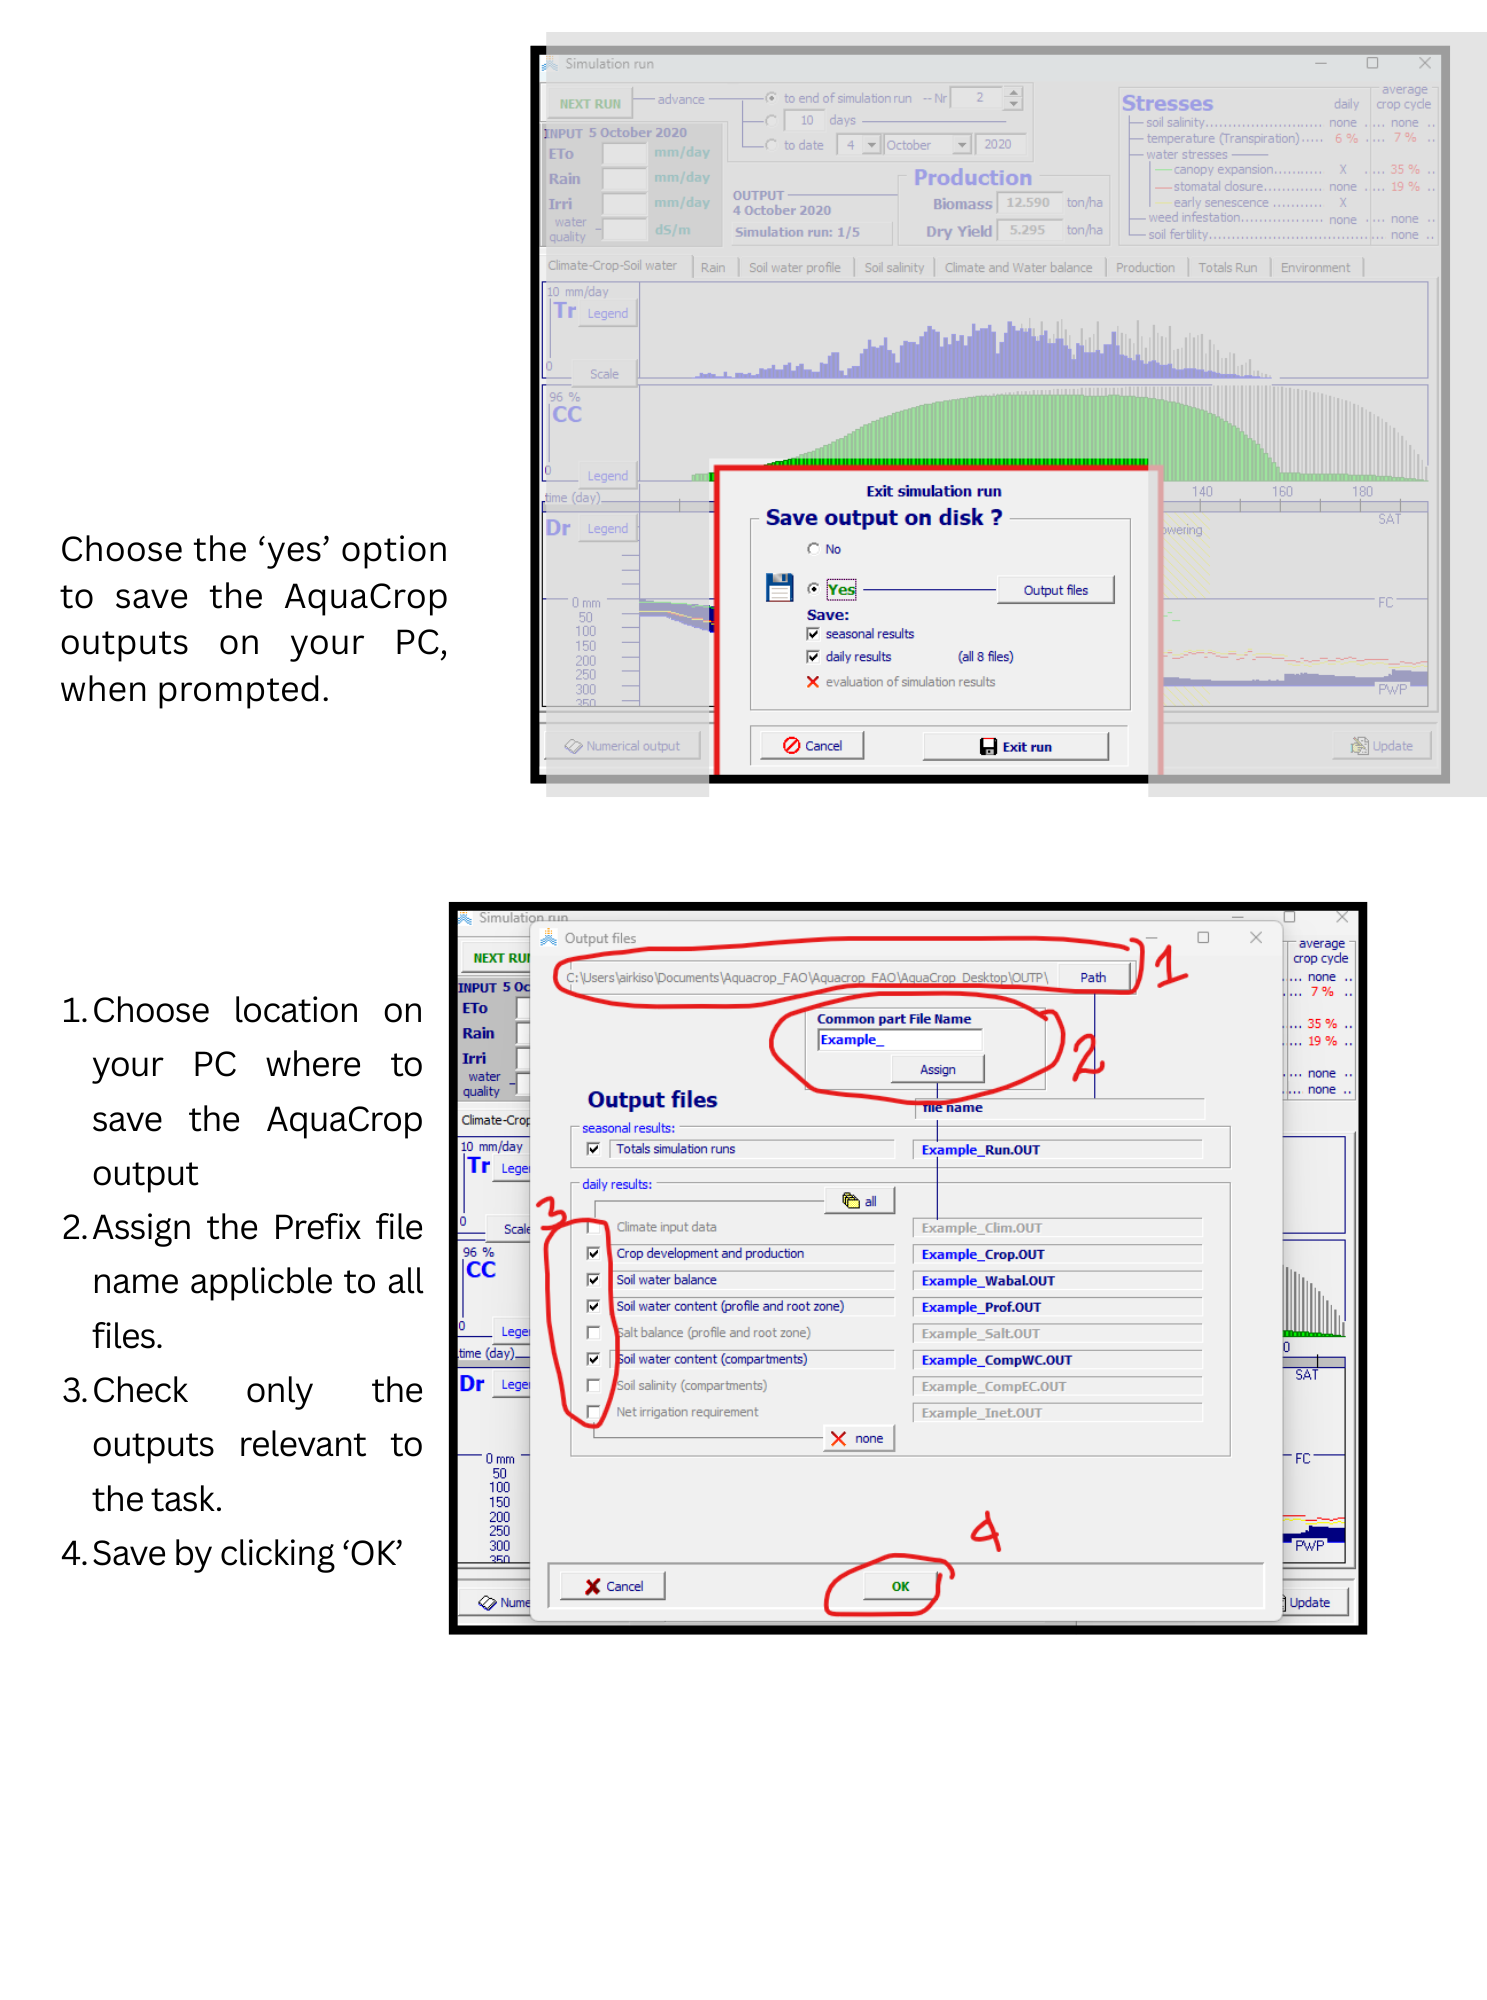 Simulation run
NEXT RUN
advance
to end of simulation run -- Nr 2
10 days
to date 4 October 2020
INPUT 5 October 2020
ETo mm/day
Rain mm/day
Irri mm/day
water quality dS/m
OUTPUT
4 October 2020
Simulation run: 1/5
Production
Biomass 12.590 ton/ha
Dry Yield 5.295 ton/ha
Stresses daily average crop cycle
soil salinity none none
temperature (Transpiration) 6 % 7 %
water stresses
canopy expansion X 35 %
stomatal closure none 19 %
early senescence X
weed infestation none none
soil fertility none
Climate-Crop-Soil water Rain Soil water profile Soil salinity Climate and Water balance Production Totals Run Environment
10 mm/day
Tr Legend
0
Scale
96 %
CC
0
Legend
time (day)
140 160 180
Dr Legend
SAT
owering
0 mm
50
100
150
200
250
300
350
FC
PWP
Numerical output
Update
Exit simulation run
Save output on disk ?
No
Yes Output files
Save:
seasonal results
daily results (all 8 files)
evaluation of simulation results
Cancel Exit run
Choose the ‘yes’ option
to save the AquaCrop
outputs on your PC,
when prompted.
1. Choose location on
your PC where to
save the AquaCrop
output
2. Assign the Prefix file
name applicble to all
files.
3. Check only the
outputs relevant to
the task.
4. Save by clicking ‘OK’
Simulation run
NEXT RU
INPUT 5 Oc
ETo
Rain
Irri
water
quality
Climate-Crop
10 mm/day
Tr Lege
0
Scale
96 %
CC
0
Lege
time (day)
Dr Lege
0 mm
50
100
150
200
250
300
350
Nume
average
crop cycle
none
7 %
35 %
19 %
none
none
0
SAT
FC
PWP
Update
Output files
C:\Users\airkiso\Documents\Aquacrop_FAO\Aquacrop_FAO\AquaCrop_Desktop\OUTP\ Path
1
Common part File Name
Example_
Assign
2
Output files
file name
seasonal results:
Totals simulation runs Example_Run.OUT
daily results:
all
3
Climate input data Example_Clim.OUT
Crop development and production Example_Crop.OUT
Soil water balance Example_Wabal.OUT
Soil water content (profile and root zone) Example_Prof.OUT
Salt balance (profile and root zone) Example_Salt.OUT
Soil water content (compartments) Example_CompWC.OUT
Soil salinity (compartments) Example_CompEC.OUT
Net irrigation requirement Example_Inet.OUT
none
4
Cancel OK